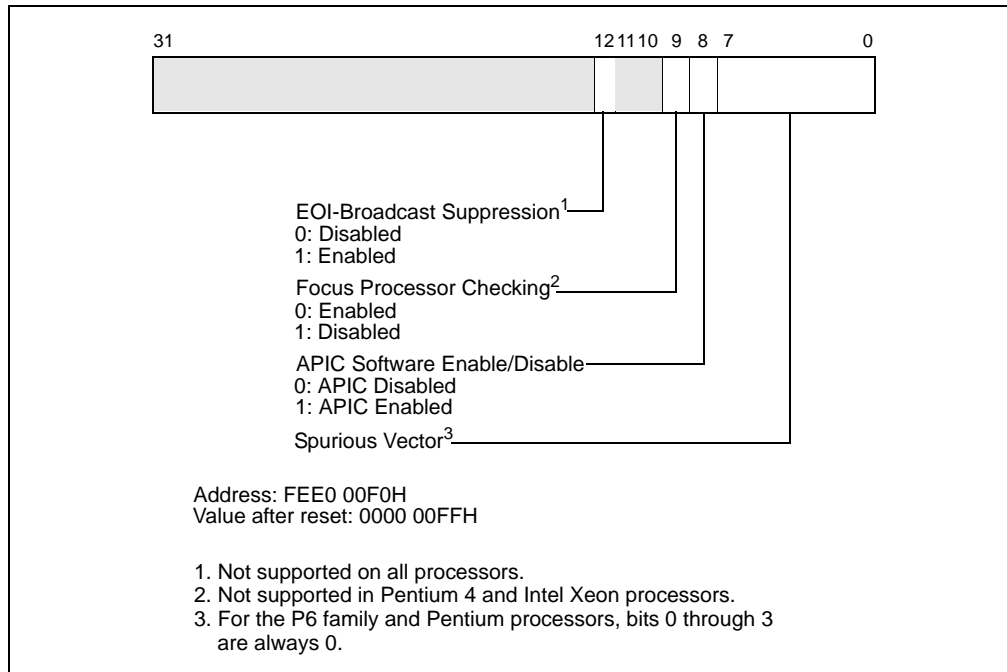 31 12 11 10 9 8 7 0
EOI-Broadcast Suppression1
0: Disabled
1: Enabled
Focus Processor Checking2
0: Enabled
1: Disabled
APIC Software Enable/Disable
0: APIC Disabled
1: APIC Enabled
Spurious Vector3
Address: FEE0 00F0H
Value after reset: 0000 00FFH
1. Not supported on all processors.
2. Not supported in Pentium 4 and Intel Xeon processors.
3. For the P6 family and Pentium processors, bits 0 through 3
are always 0.